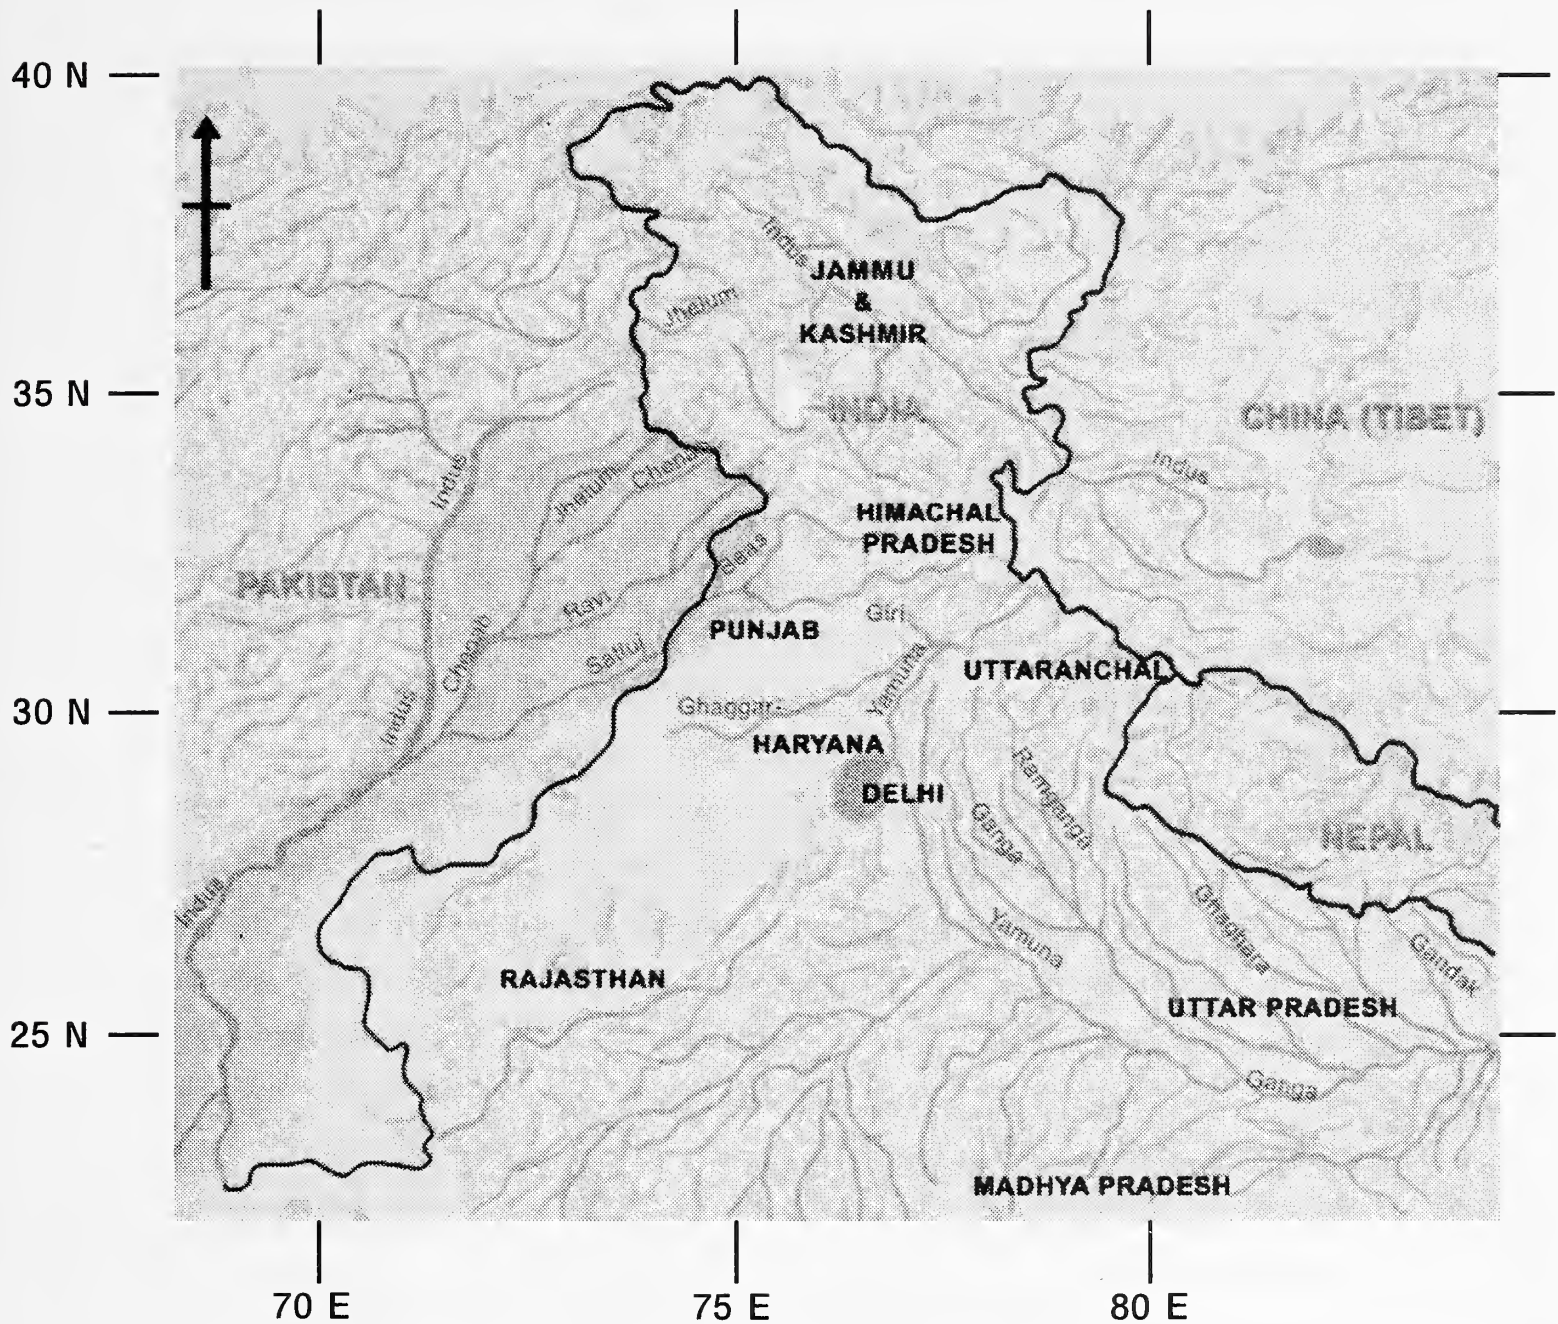 40 N
Indus
JAMMU
&
KASHMIR
Jhelum
35 N
INDIA
CHINA (TIBET)
Indus
Jhelum
Chenab
Indus
HIMACHAL
PRADESH
Beas
PAKISTAN
Ravi
Giri
PUNJAB
Chenab
Satluj
Yamuna
UTTARANCHAL
30 N
Indus
Ghaggar
HARYANA
DELHI
Ramganga
Ganga
NEPAL
Indus
Yamuna
Ghaghara
Gandak
RAJASTHAN
UTTAR PRADESH
25 N
Ganga
MADHYA PRADESH
70 E
75 E
80 E